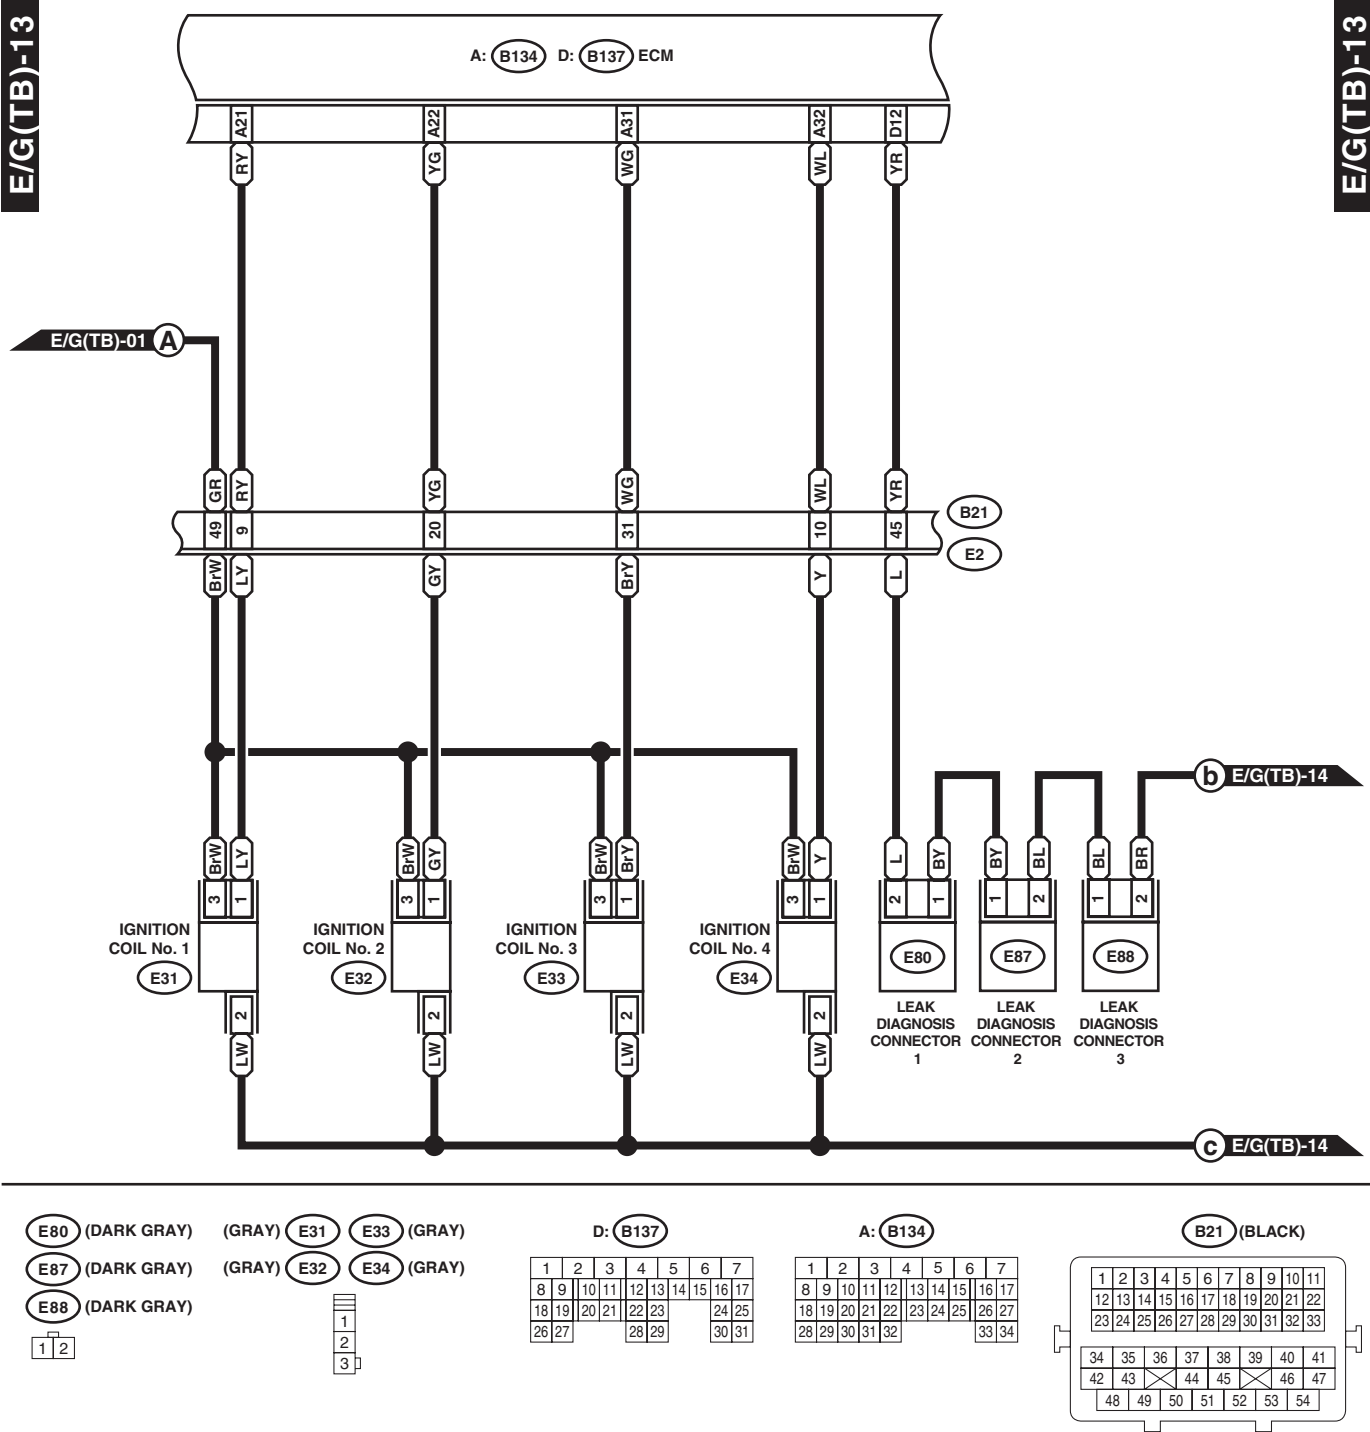 E/G(TB)-13
E/G(TB)-13
A: B134 D: B137 ECM
A21 A22 A31 A32 D12
RY YG WG WL YR
E/G(TB)-01 A
GR RY YG WG WL YR
49 9 20 31 10 45 B21
E2
BrW LY GY BrY Y L
b E/G(TB)-14
BrW LY BrW GY BrW BrY BrW Y L BY BY BL BL BR
3 1 3 1 3 1 3 1 2 1 1 2 1 2
IGNITION
COIL No. 1
E31
IGNITION
COIL No. 2
E32
IGNITION
COIL No. 3
E33
IGNITION
COIL No. 4
E34
E80 E87 E88
LEAK
DIAGNOSIS
CONNECTOR
1
LEAK
DIAGNOSIS
CONNECTOR
2
LEAK
DIAGNOSIS
CONNECTOR
3
2 2 2 2
LW LW LW LW
c E/G(TB)-14
E80 (DARK GRAY)
E87 (DARK GRAY)
E88 (DARK GRAY)
1 2
(GRAY) E31 E33 (GRAY)
(GRAY) E32 E34 (GRAY)
1
2
3
D: B137
1 2 3 4 5 6 7
8 9 10 11 12 13 14 15 16 17
18 19 20 21 22 23 24 25
26 27 28 29 30 31
A: B134
1 2 3 4 5 6 7
8 9 10 11 12 13 14 15 16 17
18 19 20 21 22 23 24 25 26 27
28 29 30 31 32 33 34
B21 (BLACK)
1 2 3 4 5 6 7 8 9 10 11
12 13 14 15 16 17 18 19 20 21 22
23 24 25 26 27 28 29 30 31 32 33
34 35 36 37 38 39 40 41
42 43 44 45 46 47
48 49 50 51 52 53 54